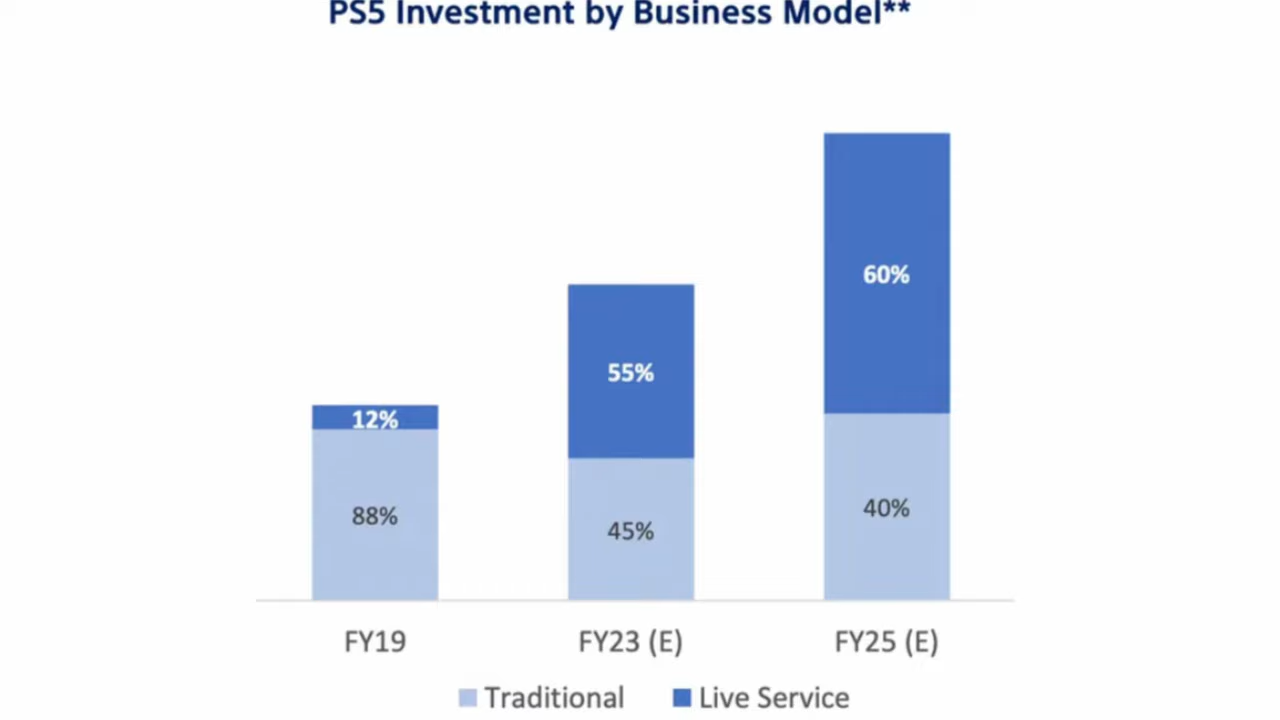 PS5 Investment by Business Model**
60%
55%
12%
88%
45%
40%
FY19 FY23 (E) FY25 (E)
Traditional Live Service